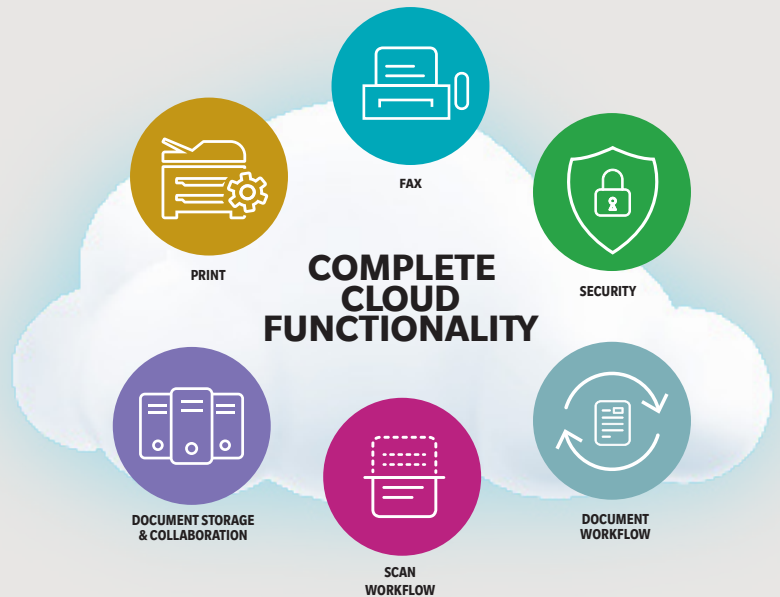 FAX
PRINT
COMPLETE
CLOUD
FUNCTIONALITY
SECURITY
DOCUMENT STORAGE
& COLLABORATION
SCAN
WORKFLOW
DOCUMENT
WORKFLOW